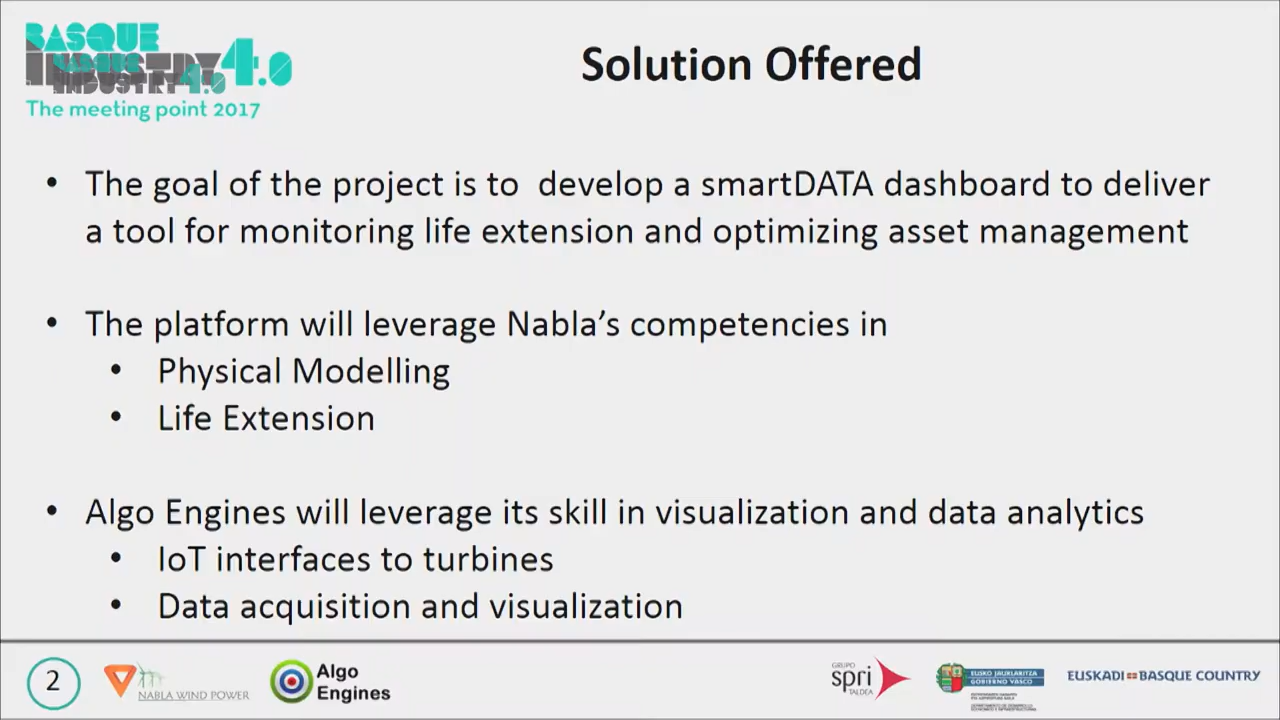 BASQUE
INDUSTRY 4.0
The meeting point 2017
Solution Offered
• The goal of the project is to develop a smartDATA dashboard to deliver
a tool for monitoring life extension and optimizing asset management
• The platform will leverage Nabla’s competencies in
• Physical Modelling
• Life Extension
• Algo Engines will leverage its skill in visualization and data analytics
• IoT interfaces to turbines
• Data acquisition and visualization
2
NABLA WIND POWER
Algo
Engines
GRUPO
spri
TALDEA
EUSKO JAURLARITZA
GOBIERNO VASCO
EUSKADI BASQUE COUNTRY